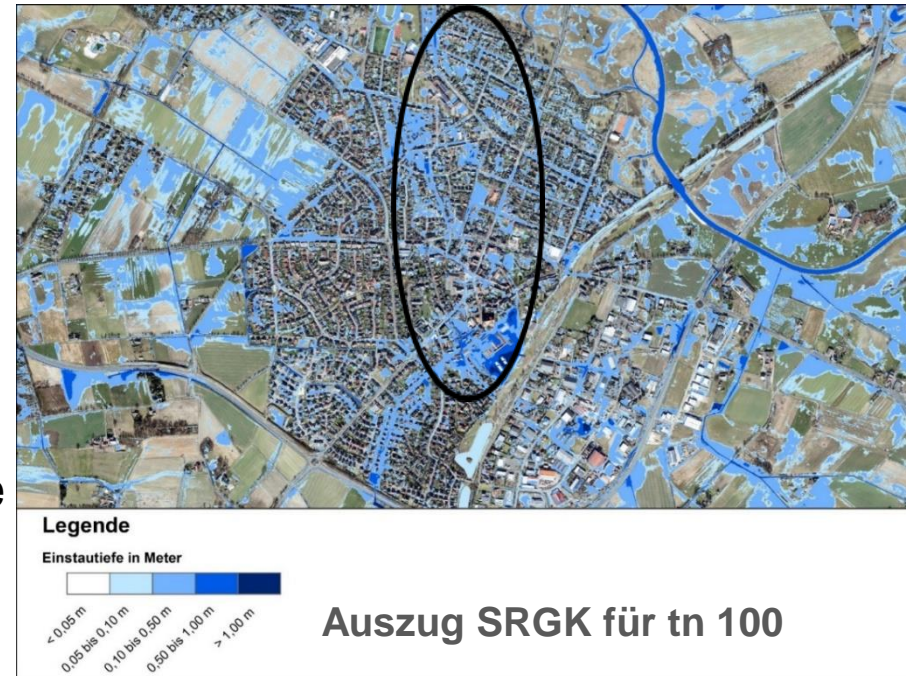 e
Legende
Einstautiefe in Meter
< 0,05 m
0,05 bis 0,10 m
0,10 bis 0,50 m
0,50 bis 1,00 m
> 1,00 m
Auszug SRGK für tn 100